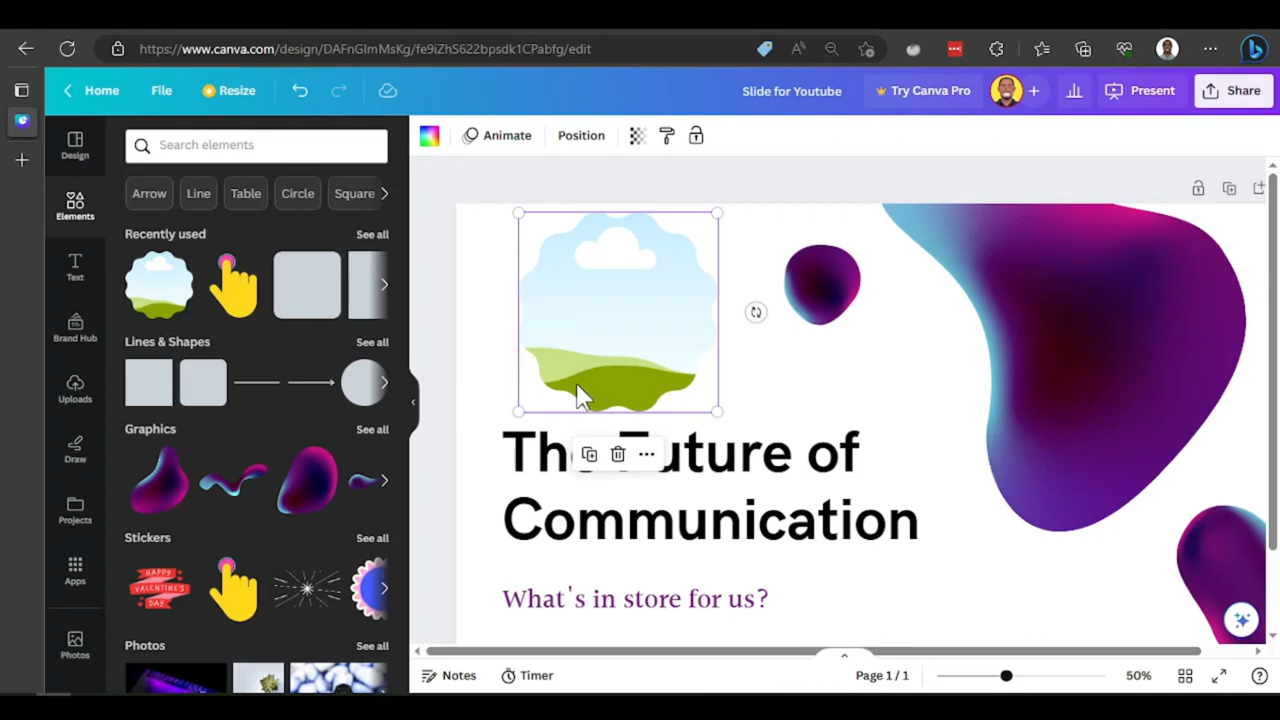 https://www.canva.com/design/DAFnGlmMsKg/fe9iZhS622bpsdk1CPabfg/edit
Home
File
Resize
Slide for Youtube
Try Canva Pro
Present
Share
Design
Elements
Text
Brand Hub
Uploads
Draw
Projects
Apps
Photos
Search elements
Arrow
Line
Table
Circle
Square
Recently used
See all
Lines & Shapes
See all
Graphics
See all
Stickers
See all
HAPPY
VALENTINE'S
DAY
Photos
See all
Animate
Position
The Future of
Communication
What's in store for us?
Notes
Timer
Page 1 / 1
50%